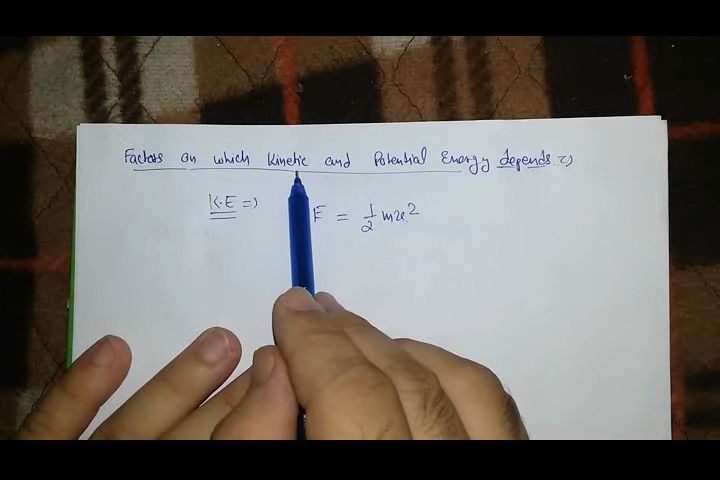 Factors on which Kinetic and Potential Energy depends =>
K.E => E = 1/2 mv2